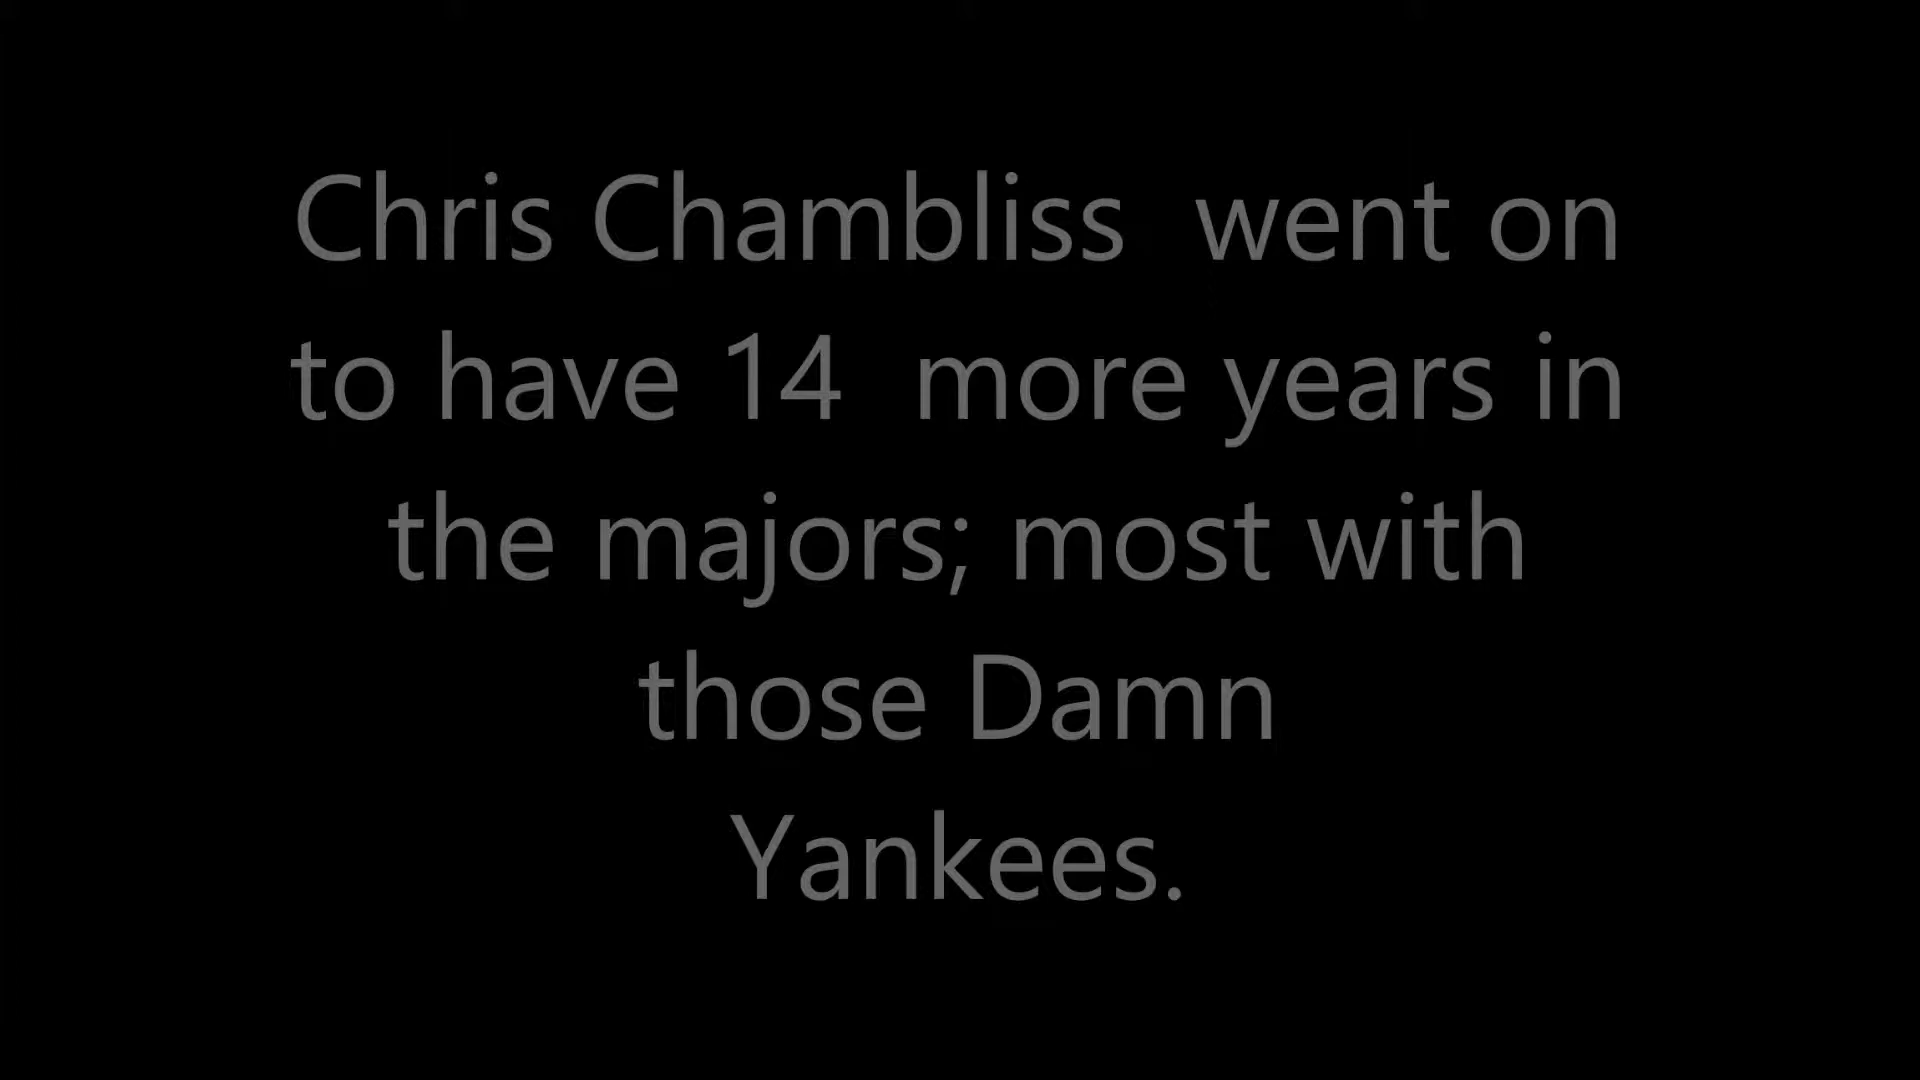 Chris Chambliss  went on
to have 14  more years in
the majors; most with
those Damn
Yankees.